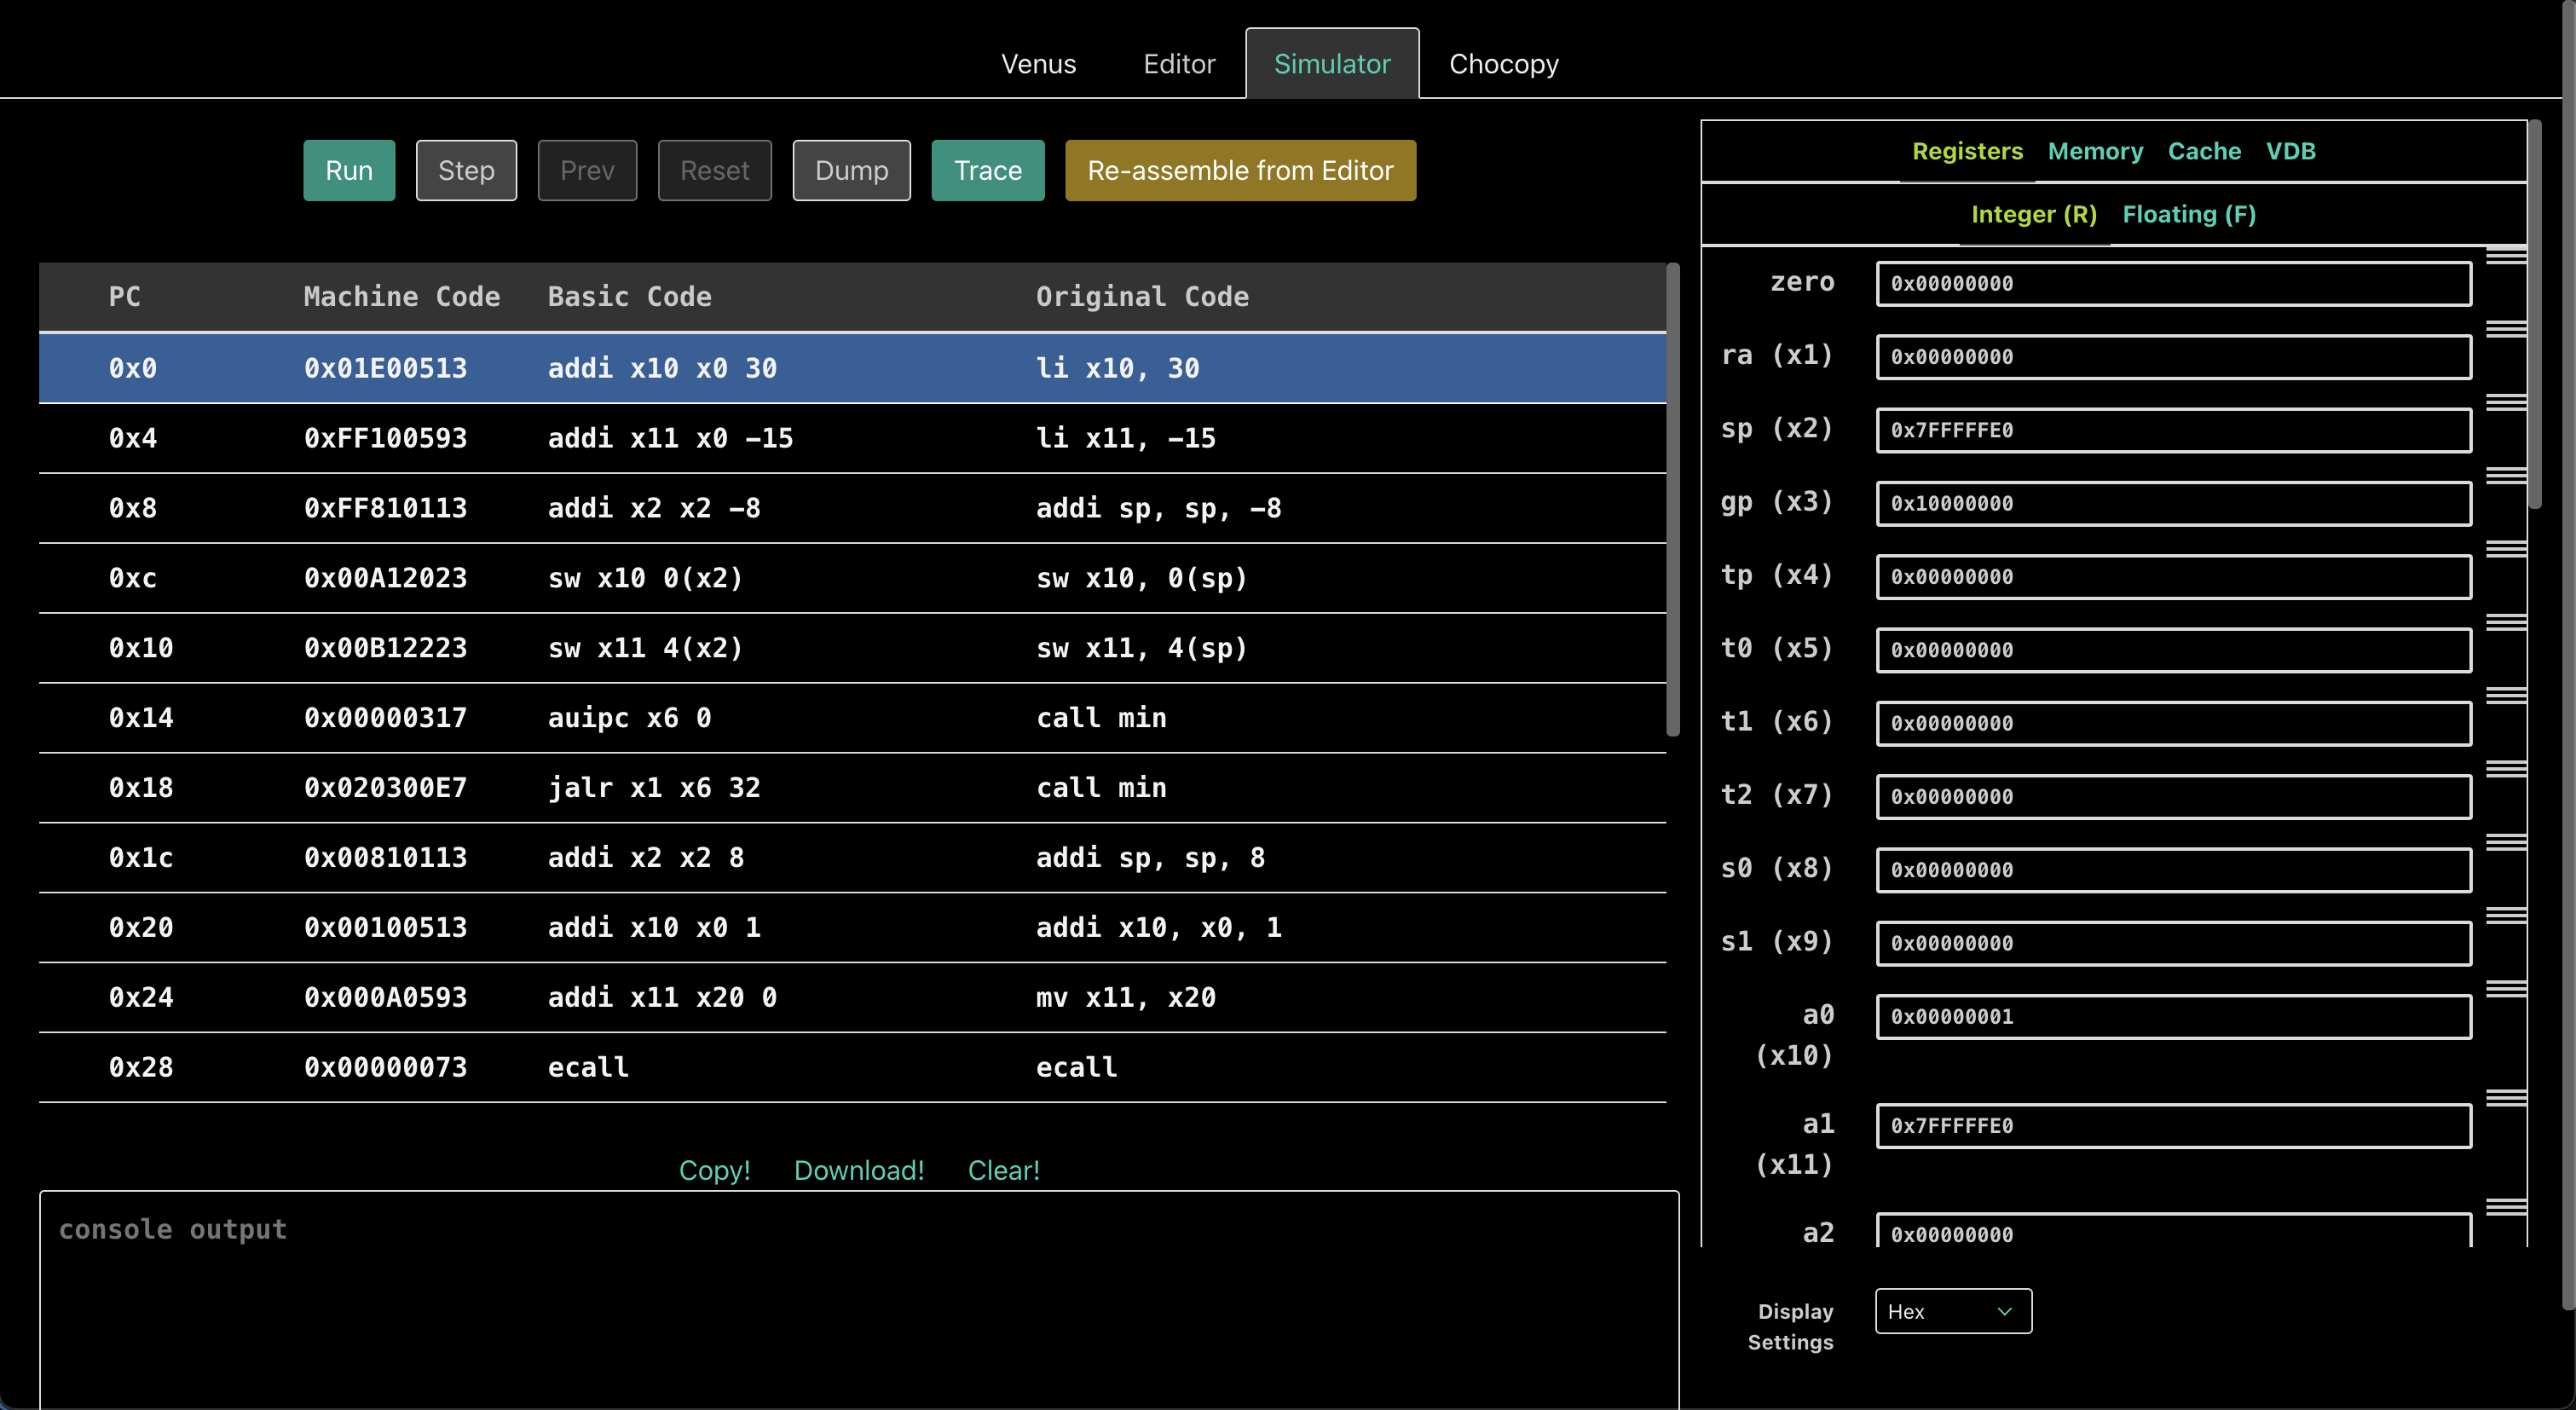 Venus Editor Simulator Chocopy
Run Step Prev Reset Dump Trace Re-assemble from Editor
PC Machine Code Basic Code Original Code
0x0 0x01E00513 addi x10 x0 30 li x10, 30
0x4 0xFF100593 addi x11 x0 −15 li x11, −15
0x8 0xFF810113 addi x2 x2 −8 addi sp, sp, −8
0xc 0x00A12023 sw x10 0(x2) sw x10, 0(sp)
0x10 0x00B12223 sw x11 4(x2) sw x11, 4(sp)
0x14 0x00000317 auipc x6 0 call min
0x18 0x020300E7 jalr x1 x6 32 call min
0x1c 0x00810113 addi x2 x2 8 addi sp, sp, 8
0x20 0x00100513 addi x10 x0 1 addi x10, x0, 1
0x24 0x000A0593 addi x11 x20 0 mv x11, x20
0x28 0x00000073 ecall ecall
Copy! Download! Clear!
console output
Registers Memory Cache VDB
Integer (R) Floating (F)
zero 0x00000000
ra (x1) 0x00000000
sp (x2) 0x7FFFFFE0
gp (x3) 0x10000000
tp (x4) 0x00000000
t0 (x5) 0x00000000
t1 (x6) 0x00000000
t2 (x7) 0x00000000
s0 (x8) 0x00000000
s1 (x9) 0x00000000
a0 0x00000001
(x10)
a1 0x7FFFFFE0
(x11)
a2 0x00000000
Display Hex
Settings